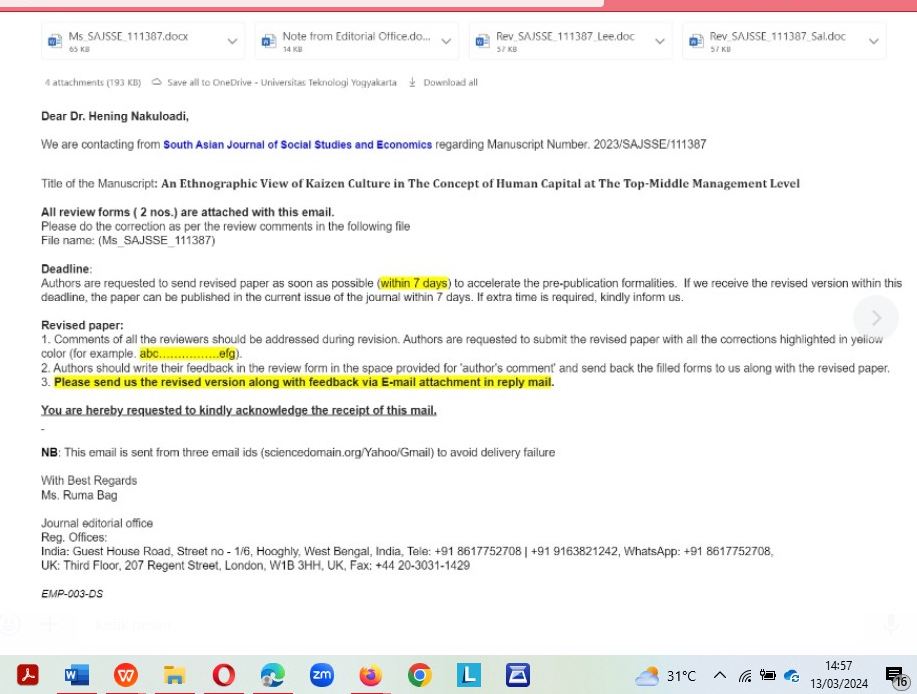 Ms_SAJSSE_111387.docx
65 KB
Note from Editorial Office.do...
14 KB
Rev_SAJSSE_111387_Lee.doc
57 KB
Rev_SAJSSE_111387_Sal.doc
57 KB
4 attachments (193 KB) Save all to OneDrive - Universitas Teknologi Yogyakarta Download all
Dear Dr. Hening Nakuloadi,
We are contacting from South Asian Journal of Social Studies and Economics regarding Manuscript Number. 2023/SAJSSE/111387
Title of the Manuscript: An Ethnographic View of Kaizen Culture in The Concept of Human Capital at The Top-Middle Management Level
All review forms ( 2 nos.) are attached with this email.
Please do the correction as per the review comments in the following file
File name: (Ms_SAJSSE_111387)
Deadline:
Authors are requested to send revised paper as soon as possible (within 7 days) to accelerate the pre-publication formalities. If we receive the revised version within this
deadline, the paper can be published in the current issue of the journal within 7 days. If extra time is required, kindly inform us.
Revised paper:
1. Comments of all the reviewers should be addressed during revision. Authors are requested to submit the revised paper with all the corrections highlighted in yellow
color (for example. abc................efg).
2. Authors should write their feedback in the review form in the space provided for 'author's comment' and send back the filled forms to us along with the revised paper.
3. Please send us the revised version along with feedback via E-mail attachment in reply mail.
You are hereby requested to kindly acknowledge the receipt of this mail.
-
NB: This email is sent from three email ids (sciencedomain.org/Yahoo/Gmail) to avoid delivery failure
With Best Regards
Ms. Ruma Bag
Journal editorial office
Reg. Offices:
India: Guest House Road, Street no - 1/6, Hooghly, West Bengal, India, Tele: +91 8617752708 | +91 9163821242, WhatsApp: +91 8617752708,
UK: Third Floor, 207 Regent Street, London, W1B 3HH, UK, Fax: +44 20-3031-1429
EMP-003-DS
zm
L
31°C
14:57
13/03/2024
16